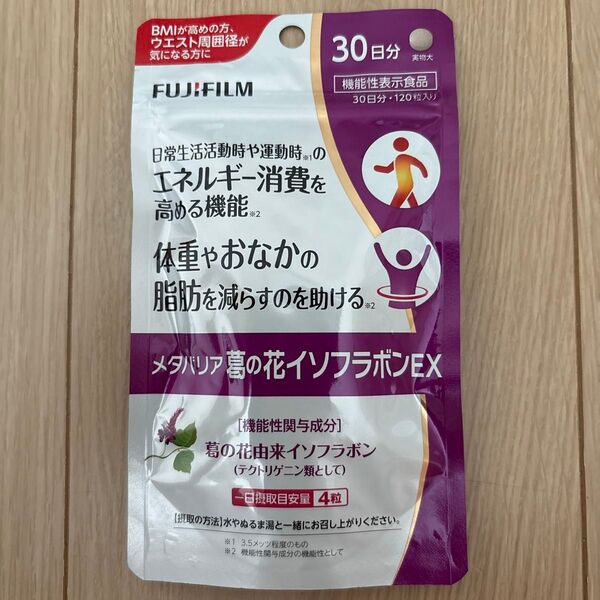 BMIが高めの方、
ウエスト周囲径が
気になる方に
30日分
実物大
FUJIFILM
機能性表示食品
30日分・120粒入り
日常生活活動時や運動時※1の
エネルギー消費を
高める機能※2
体重やおなかの
脂肪を減らすのを助ける※2
メタバリア 葛の花イソフラボンEX
[機能性関与成分]
葛の花由来イソフラボン
(テクトリゲニン類として)
一日摂取目安量 4粒
【摂取の方法】水やぬるま湯と一緒にお召し上がりください。
※1 3.5メッツ程度のもの
※2 機能性関与成分の機能性として